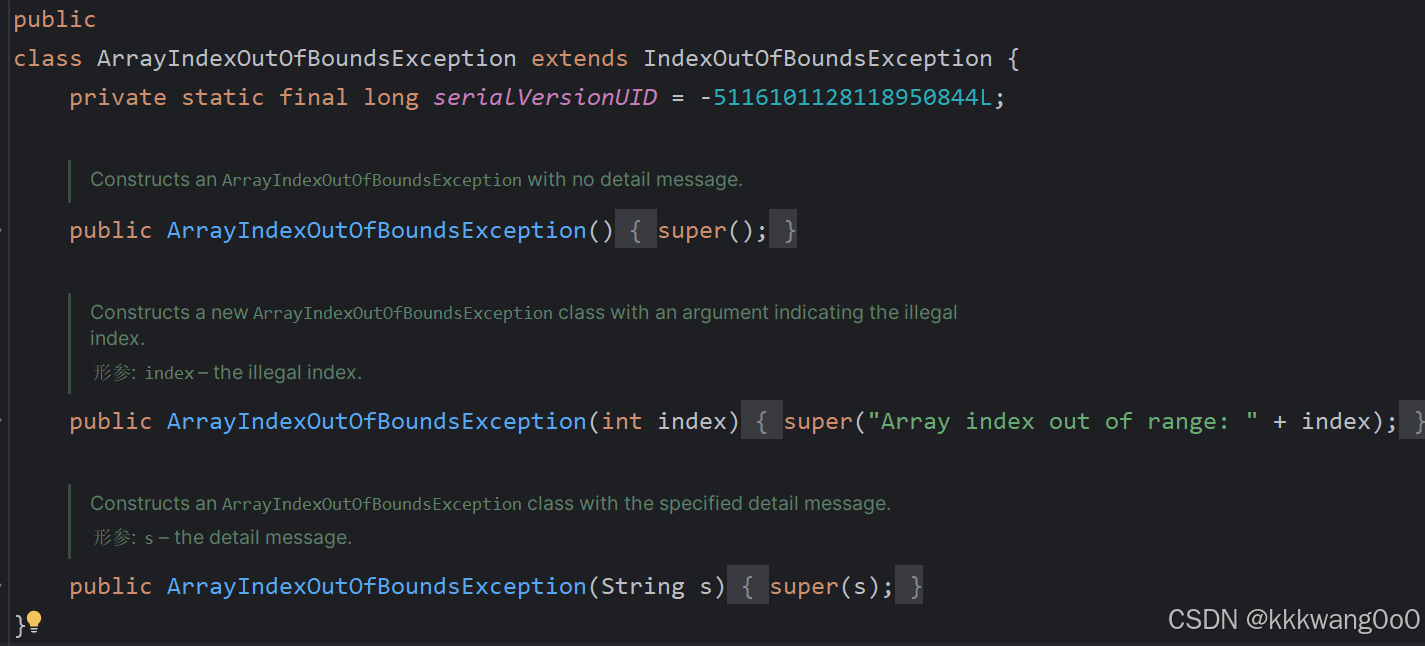 public
class ArrayIndexOutOfBoundsException extends IndexOutOfBoundsException {
private static final long serialVersionUID = -5116101128118950844L;
Constructs an ArrayIndexOutOfBoundsException with no detail message.
public ArrayIndexOutOfBoundsException() { super(); }
Constructs a new ArrayIndexOutOfBoundsException class with an argument indicating the illegal
index.
形参: index – the illegal index.
public ArrayIndexOutOfBoundsException(int index) { super("Array index out of range: " + index); }
Constructs an ArrayIndexOutOfBoundsException class with the specified detail message.
形参: s – the detail message.
public ArrayIndexOutOfBoundsException(String s) { super(s); }
}
CSDN @kkkwang0o0